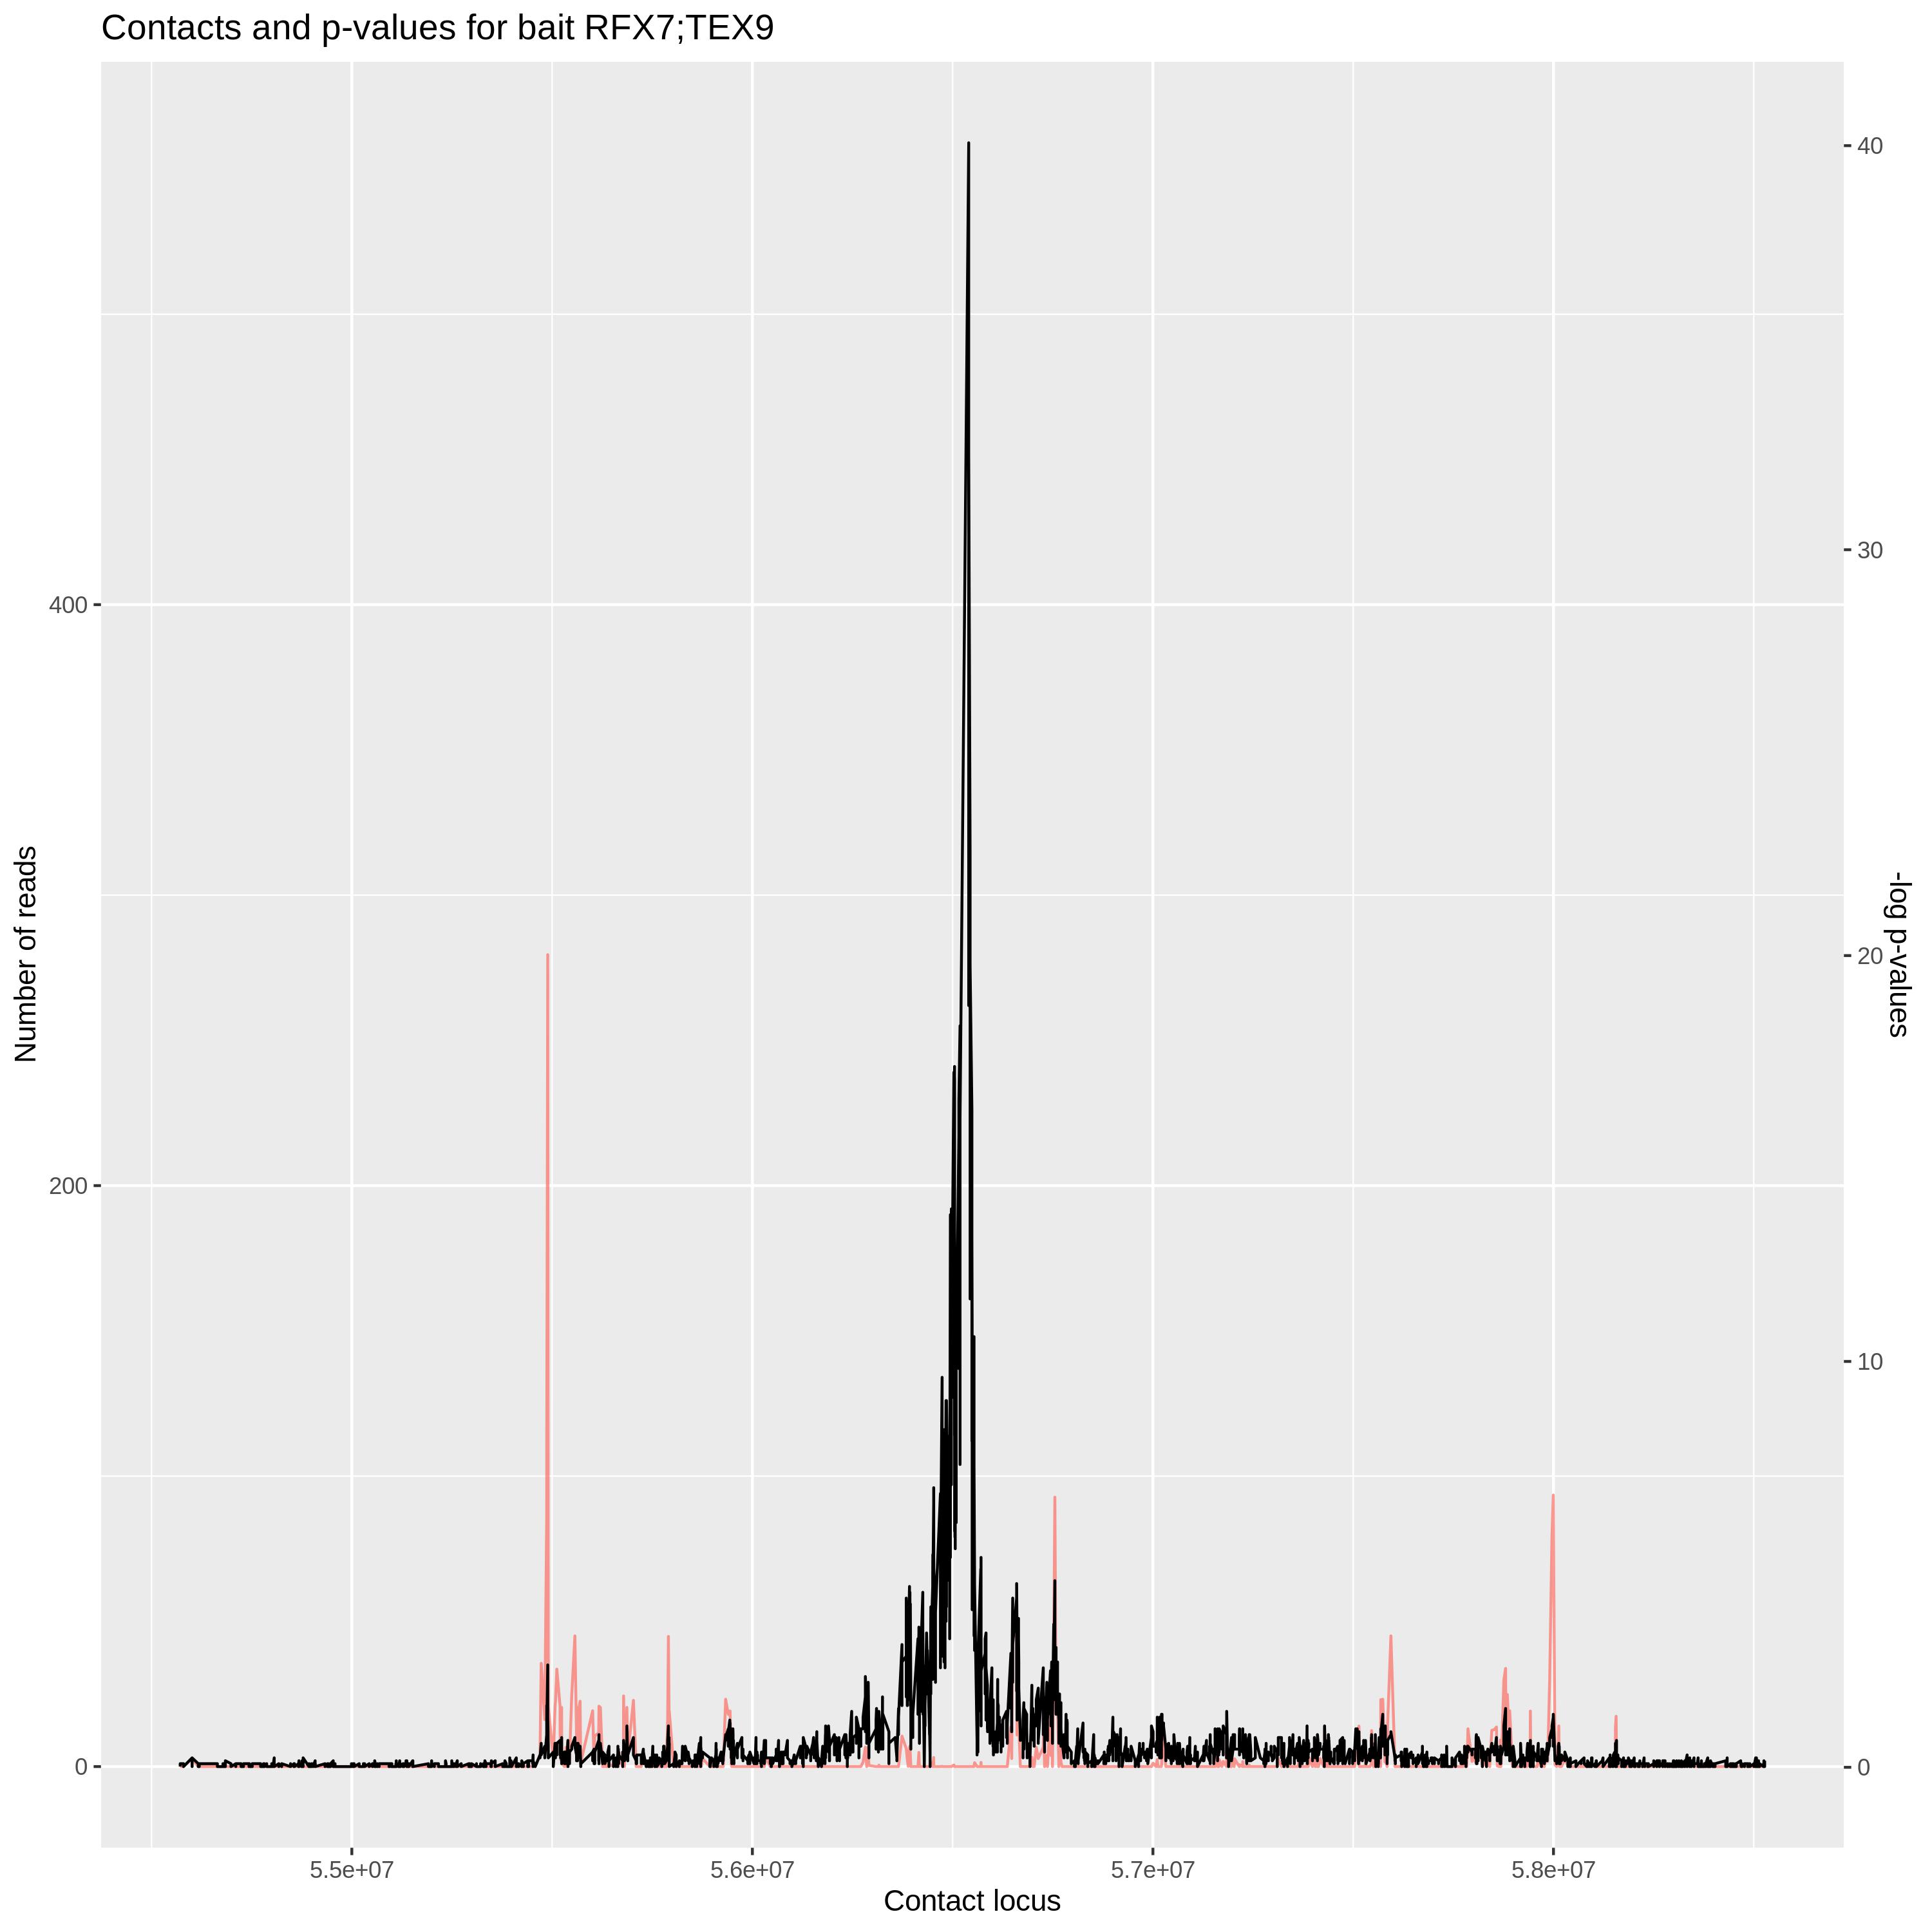 Contacts and p-values for bait RFX7;TEX9
Number of reads
400
200
0
40
30
20
10
0
-log p-values
5.5e+07
5.6e+07
5.7e+07
5.8e+07
Contact locus